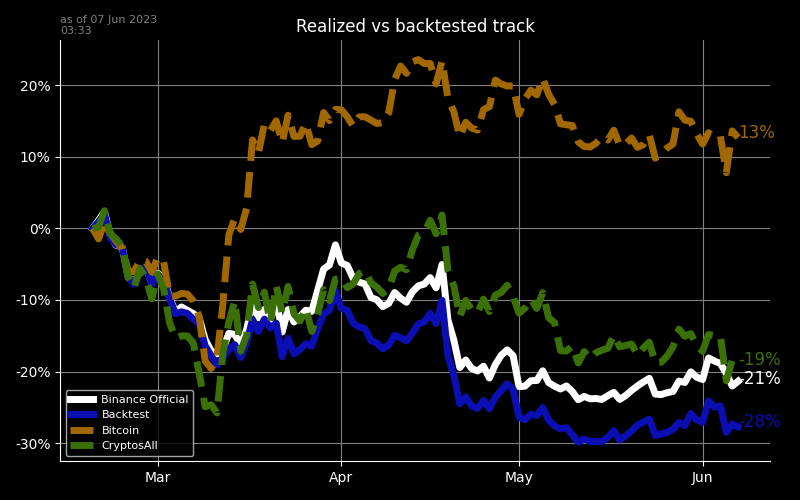 as of 07 Jun 2023
03:33
Realized vs backtested track
20%
10%
0%
-10%
-20%
-30%
13%
-19%
-21%
-28%
Binance Official
Backtest
Bitcoin
CryptosAll
Mar
Apr
May
Jun